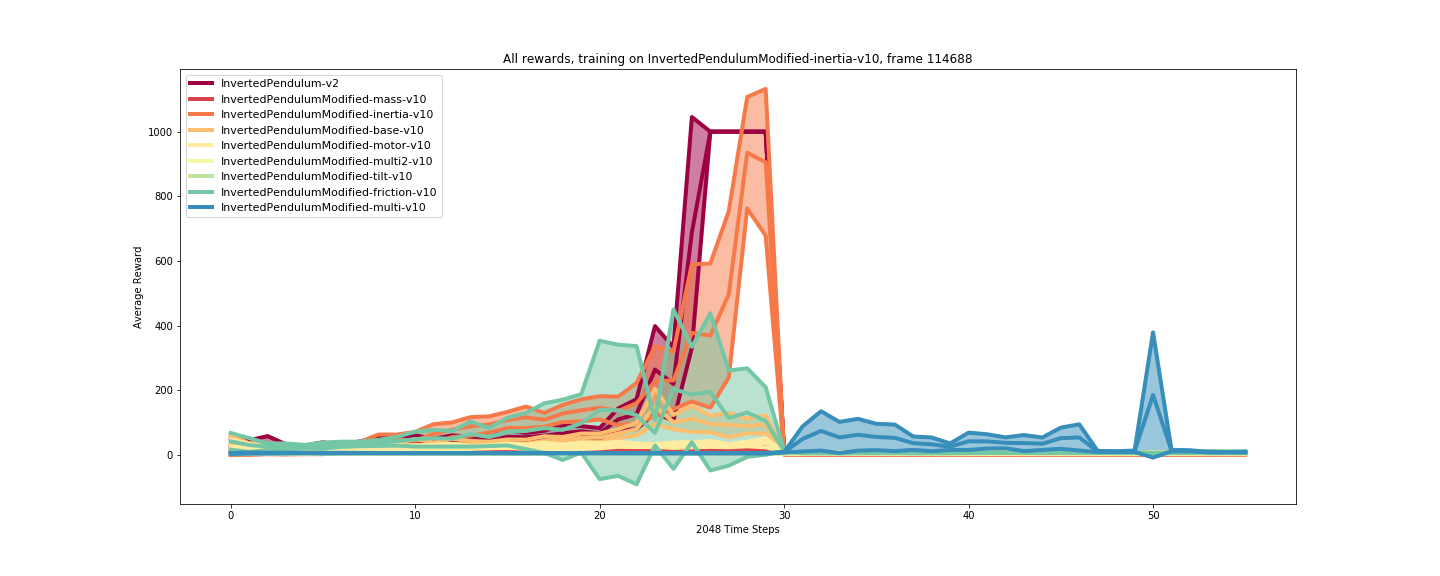 All rewards, training on InvertedPendulumModified-inertia-v10, frame 114688
InvertedPendulum-v2
InvertedPendulumModified-mass-v10
InvertedPendulumModified-inertia-v10
InvertedPendulumModified-base-v10
InvertedPendulumModified-motor-v10
InvertedPendulumModified-multi2-v10
InvertedPendulumModified-tilt-v10
InvertedPendulumModified-friction-v10
InvertedPendulumModified-multi-v10
1000
800
600
400
200
0
Average Reward
0 10 20 30 40 50
2048 Time Steps